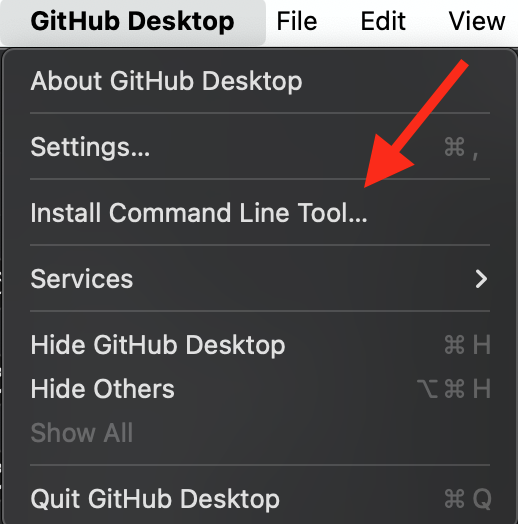 GitHub Desktop File Edit View
About GitHub Desktop
Settings... ⌘ ,
Install Command Line Tool...
Services
Hide GitHub Desktop ⌘ H
Hide Others ⌥ ⌘ H
Show All
Quit GitHub Desktop ⌘ Q